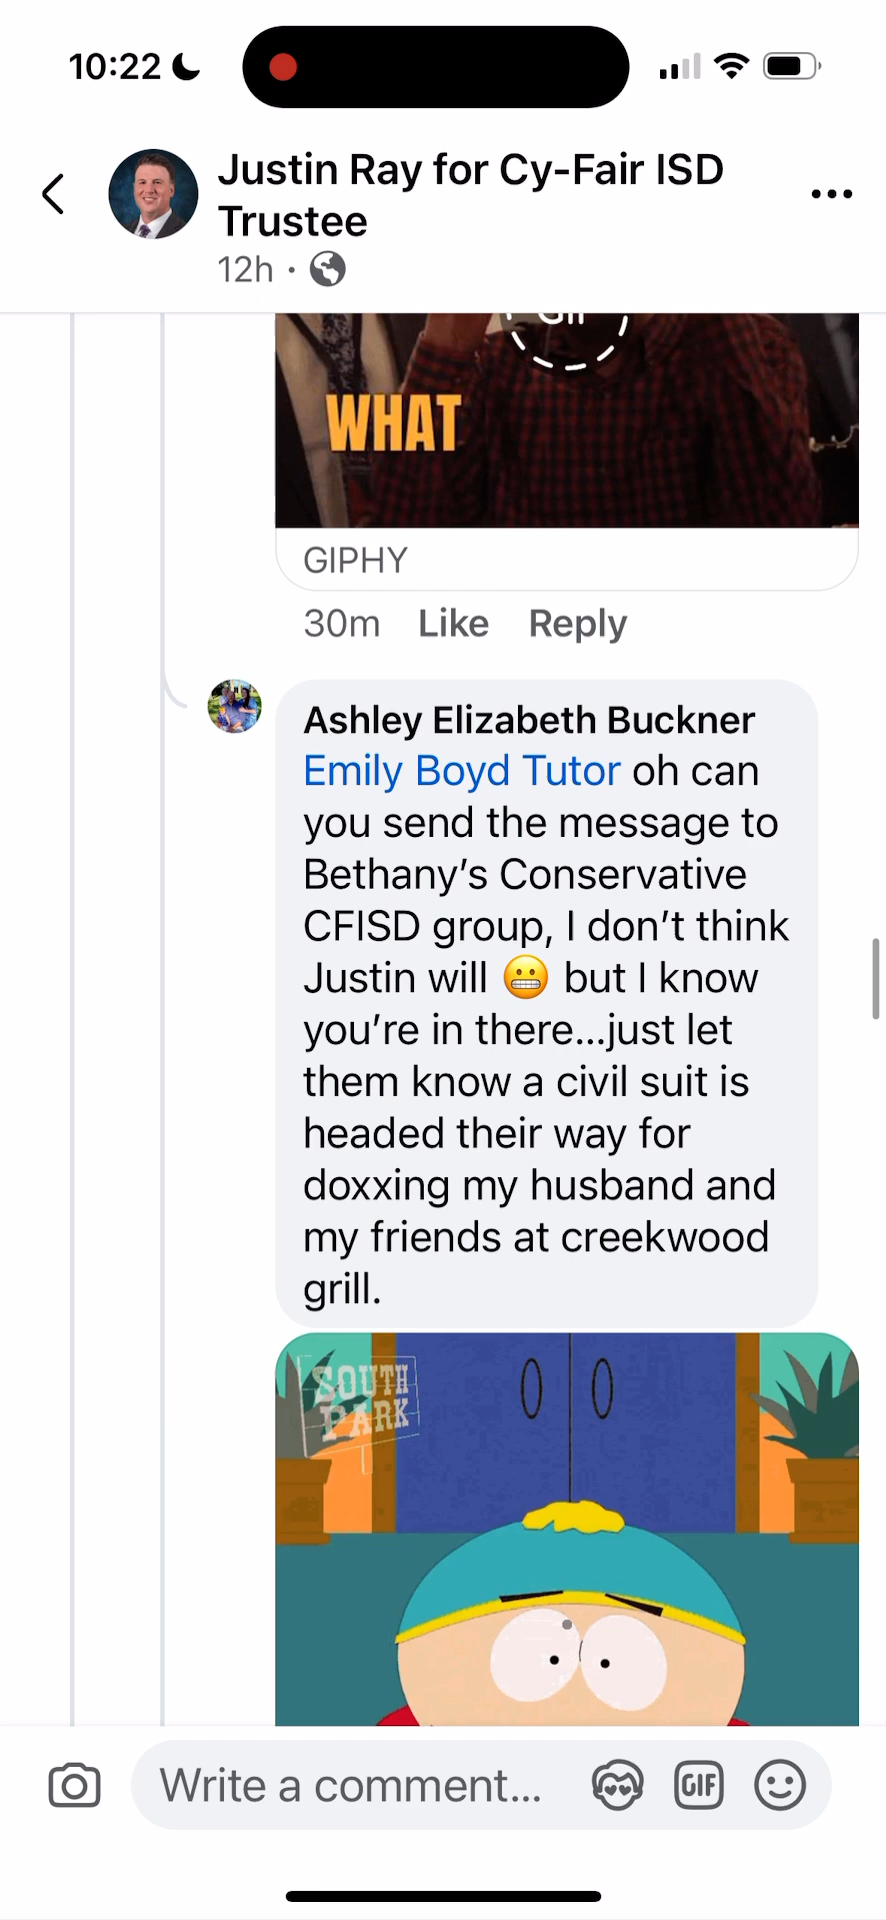 10:22
Justin Ray for Cy-Fair ISD
Trustee
12h ·
GIF
WHAT
GIPHY
30m Like Reply
Ashley Elizabeth Buckner
Emily Boyd Tutor oh can
you send the message to
Bethany's Conservative
CFISD group, I don't think
Justin will 😬 but I know
you're in there...just let
them know a civil suit is
headed their way for
doxxing my husband and
my friends at creekwood
grill.
SOUTH
PARK
Write a comment...
GIF